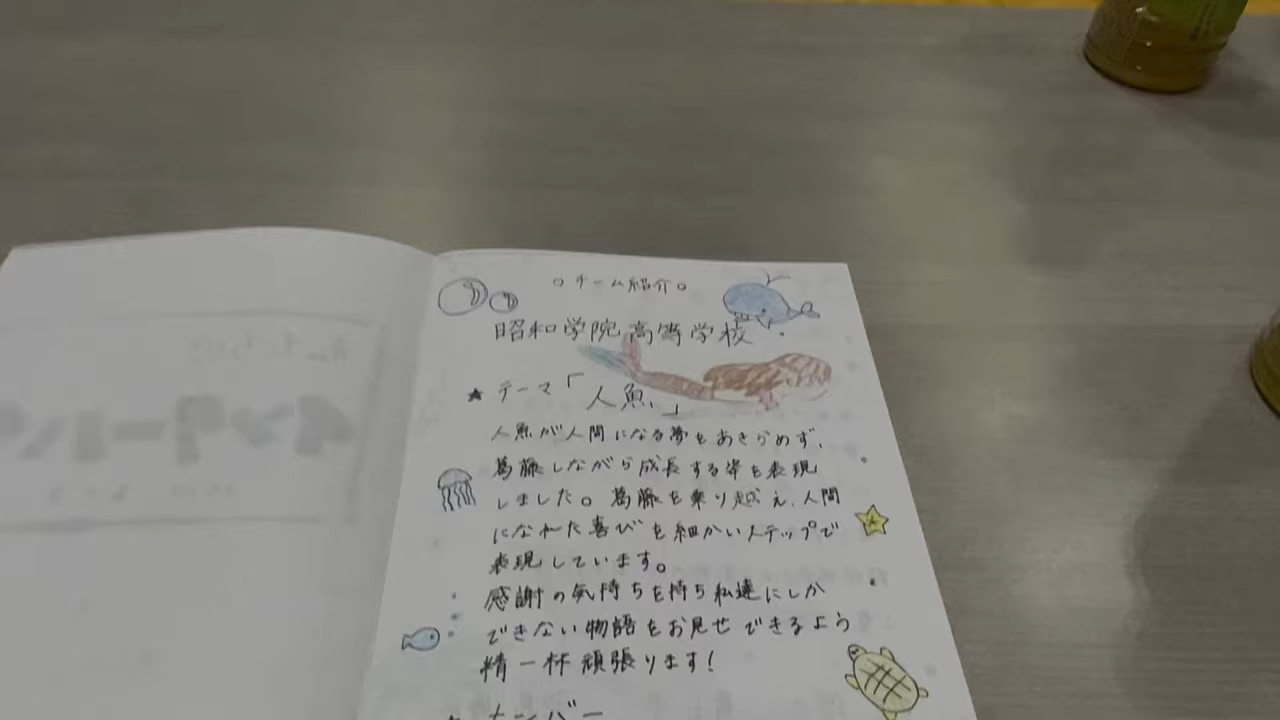 ○チーム紹介○
昭和学院高等学校
★テーマ「人魚」
人魚が人間になる夢をあきらめず、
葛藤しながら成長する姿を表現
しました。葛藤を乗り越え、人間
になれた喜びを細かいステップで
表現しています。
感謝の気持ちを持ち私達にしか
できない物語をお見せできるよう
精一杯頑張ります!
メンバー